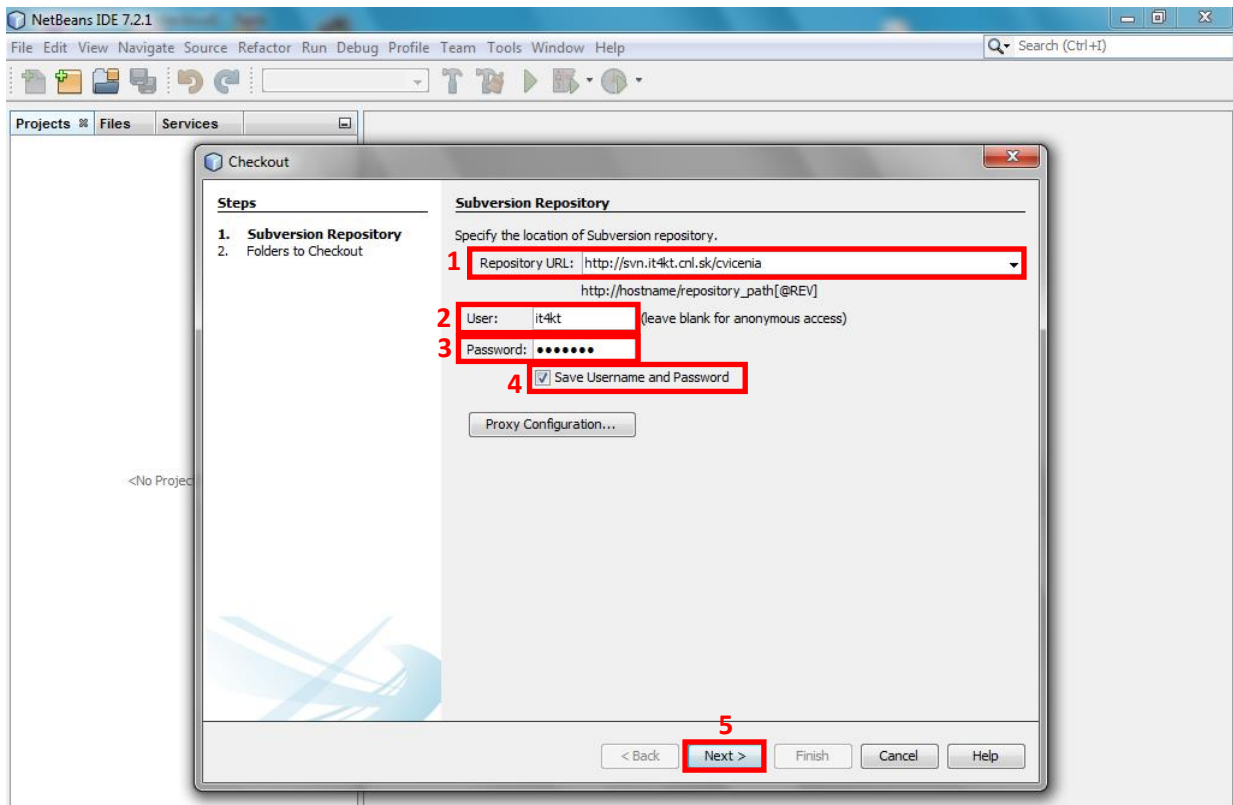 NetBeans IDE 7.2.1
File Edit View Navigate Source Refactor Run Debug Profile Team Tools Window Help
Search (Ctrl+I)
Projects Files Services
Checkout
Steps
1. Subversion Repository
2. Folders to Checkout
Subversion Repository
Specify the location of Subversion repository.
1 Repository URL: http://svn.it4kt.cnl.sk/cvicenia
http://hostname/repository_path[@REV]
2 User: it4kt (leave blank for anonymous access)
3 Password: •••••••
4 Save Username and Password
Proxy Configuration...
<No Projec
5
< Back Next > Finish Cancel Help